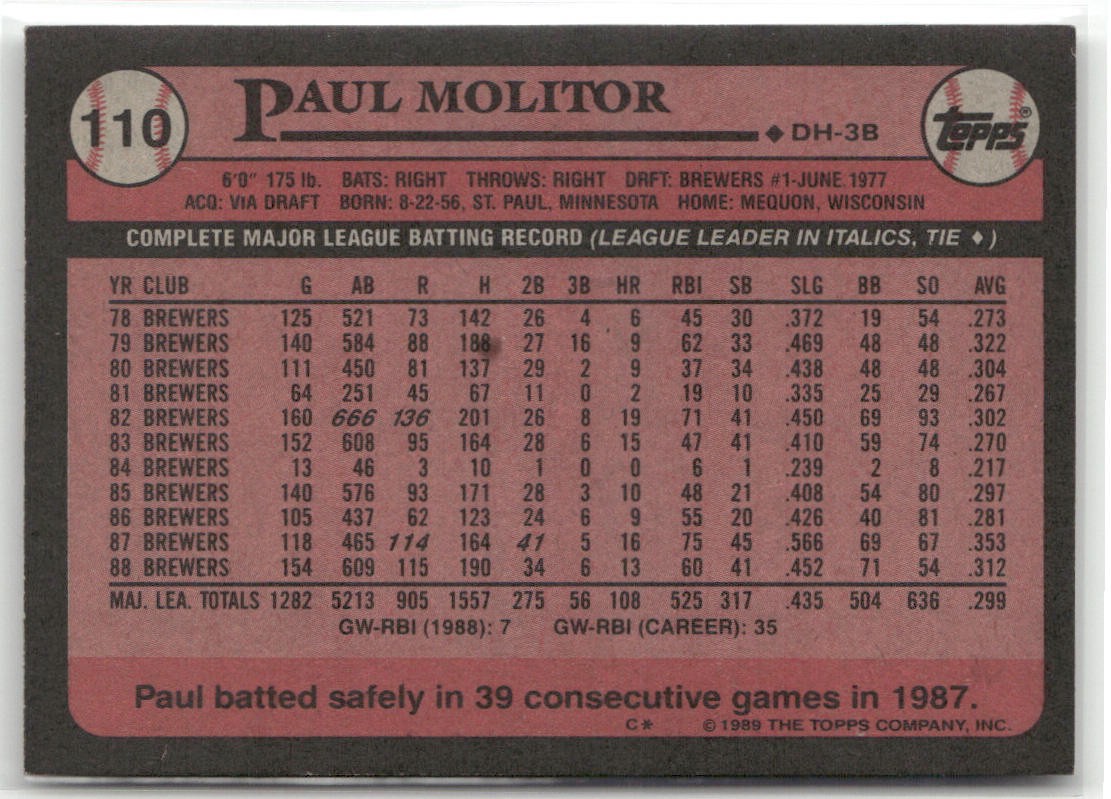 110
PAUL MOLITOR
◆ DH-3B
topps®
6'0" 175 lb. BATS: RIGHT THROWS: RIGHT DRFT: BREWERS #1-JUNE, 1977
ACQ: VIA DRAFT BORN: 8-22-56, ST. PAUL, MINNESOTA HOME: MEQUON, WISCONSIN
COMPLETE MAJOR LEAGUE BATTING RECORD (LEAGUE LEADER IN ITALICS, TIE ♦)
YR CLUB G AB R H 2B 3B HR RBI SB SLG BB SO AVG
78 BREWERS 125 521 73 142 26 4 6 45 30 .372 19 54 .273
79 BREWERS 140 584 88 188 27 16 9 62 33 .469 48 48 .322
80 BREWERS 111 450 81 137 29 2 9 37 34 .438 48 48 .304
81 BREWERS 64 251 45 67 11 0 2 19 10 .335 25 29 .267
82 BREWERS 160 666 136 201 26 8 19 71 41 .450 69 93 .302
83 BREWERS 152 608 95 164 28 6 15 47 41 .410 59 74 .270
84 BREWERS 13 46 3 10 1 0 0 6 1 .239 2 8 .217
85 BREWERS 140 576 93 171 28 3 10 48 21 .408 54 80 .297
86 BREWERS 105 437 62 123 24 6 9 55 20 .426 40 81 .281
87 BREWERS 118 465 114 164 41 5 16 75 45 .566 69 67 .353
88 BREWERS 154 609 115 190 34 6 13 60 41 .452 71 54 .312
MAJ. LEA. TOTALS 1282 5213 905 1557 275 56 108 525 317 .435 504 636 .299
GW-RBI (1988): 7 GW-RBI (CAREER): 35
Paul batted safely in 39 consecutive games in 1987.
C* © 1989 THE TOPPS COMPANY, INC.